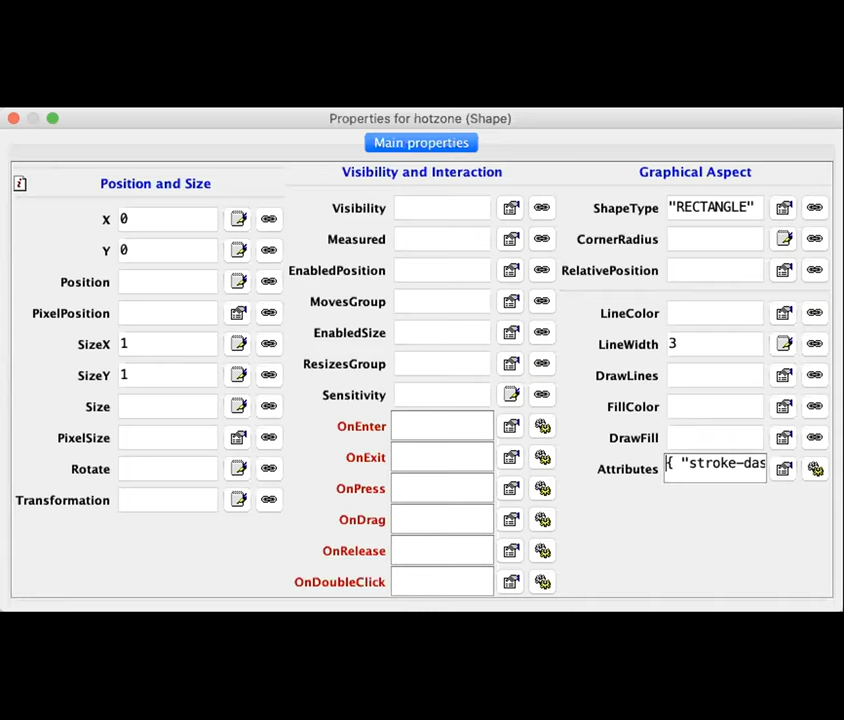 Properties for hotzone (Shape)
Main properties
Position and Size
X 0
Y 0
Position
PixelPosition
SizeX 1
SizeY 1
Size
PixelSize
Rotate
Transformation
Visibility and Interaction
Visibility
Measured
EnabledPosition
MovesGroup
EnabledSize
ResizesGroup
Sensitivity
OnEnter
OnExit
OnPress
OnDrag
OnRelease
OnDoubleClick
Graphical Aspect
ShapeType "RECTANGLE"
CornerRadius
RelativePosition
LineColor
LineWidth 3
DrawLines
FillColor
DrawFill
Attributes { "stroke-das